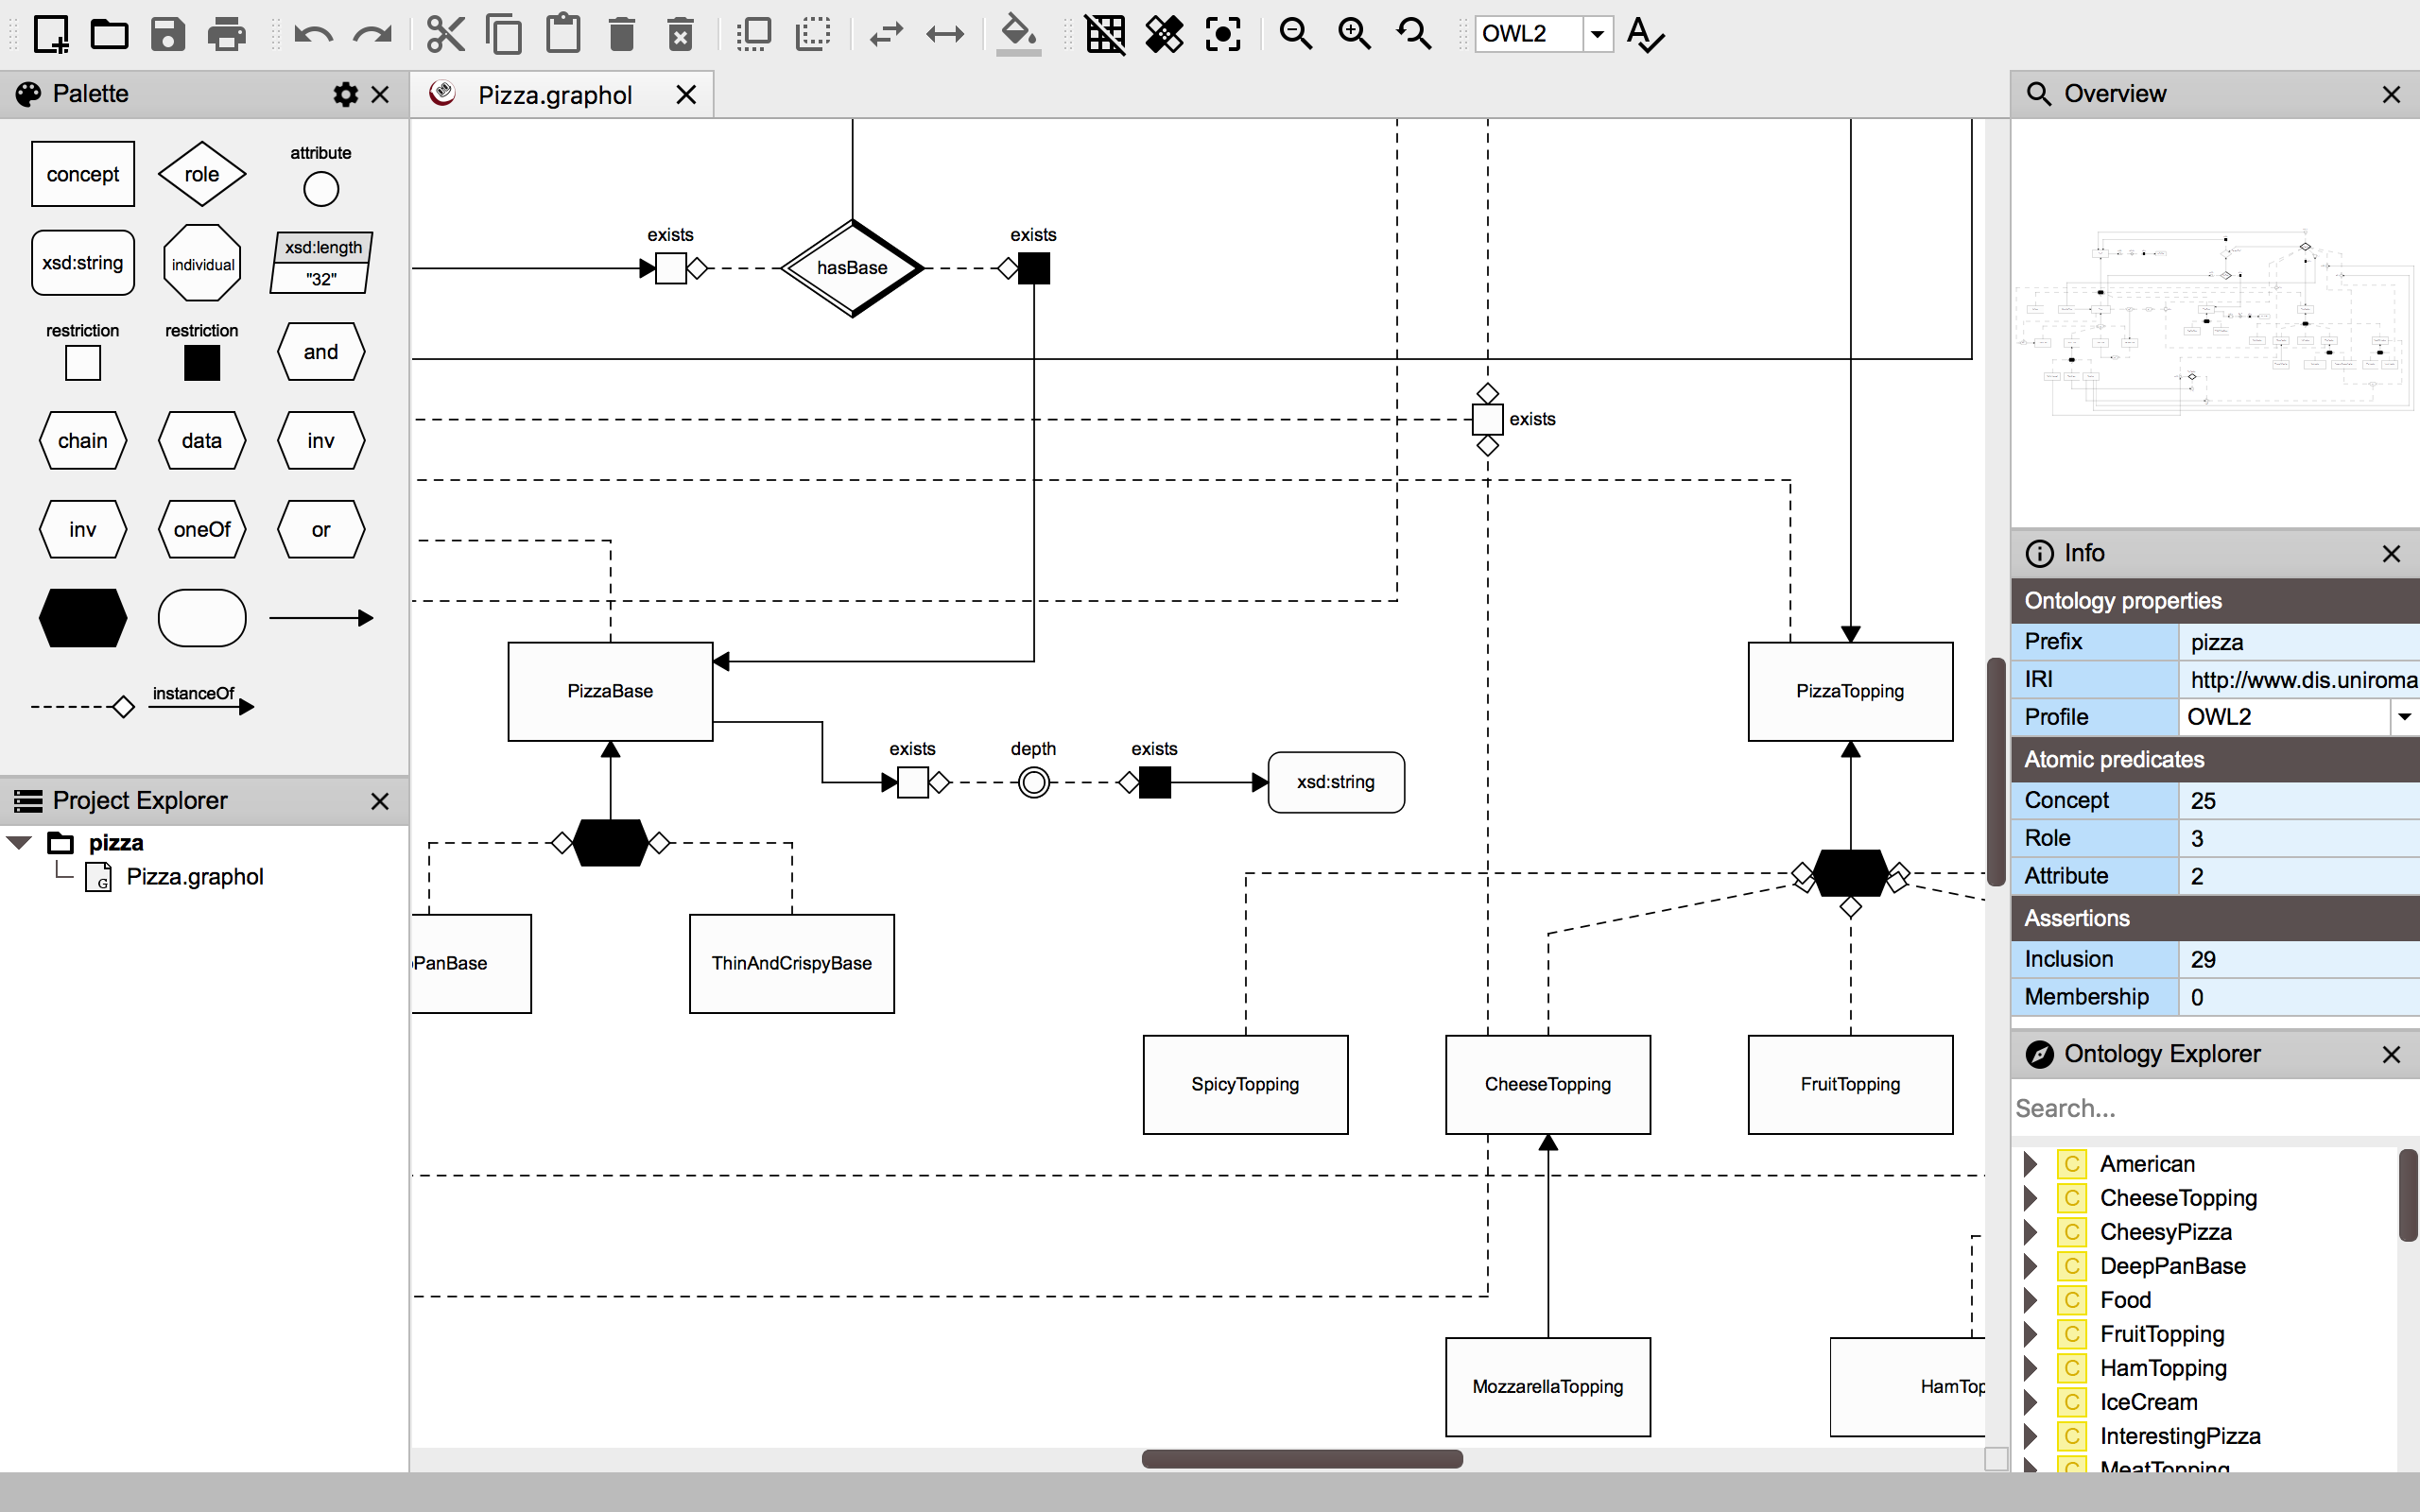 OWL2
Palette
Pizza.graphol
Overview
concept
role
attribute
xsd:string
individual
xsd:length
"32"
restriction
restriction
and
chain
data
inv
inv
oneOf
or
instanceOf
Project Explorer
pizza
Pizza.graphol
exists
hasBase
exists
exists
PizzaBase
PizzaTopping
exists
depth
exists
xsd:string
PanBase
ThinAndCrispyBase
SpicyTopping
CheeseTopping
FruitTopping
MozzarellaTopping
HamTop
Info
Ontology properties
Prefix pizza
IRI http://www.dis.uniroma
Profile OWL2
Atomic predicates
Concept 25
Role 3
Attribute 2
Assertions
Inclusion 29
Membership 0
Ontology Explorer
Search...
C American
C CheeseTopping
C CheesyPizza
C DeepPanBase
C Food
C FruitTopping
C HamTopping
C IceCream
C InterestingPizza
C MeatTopping